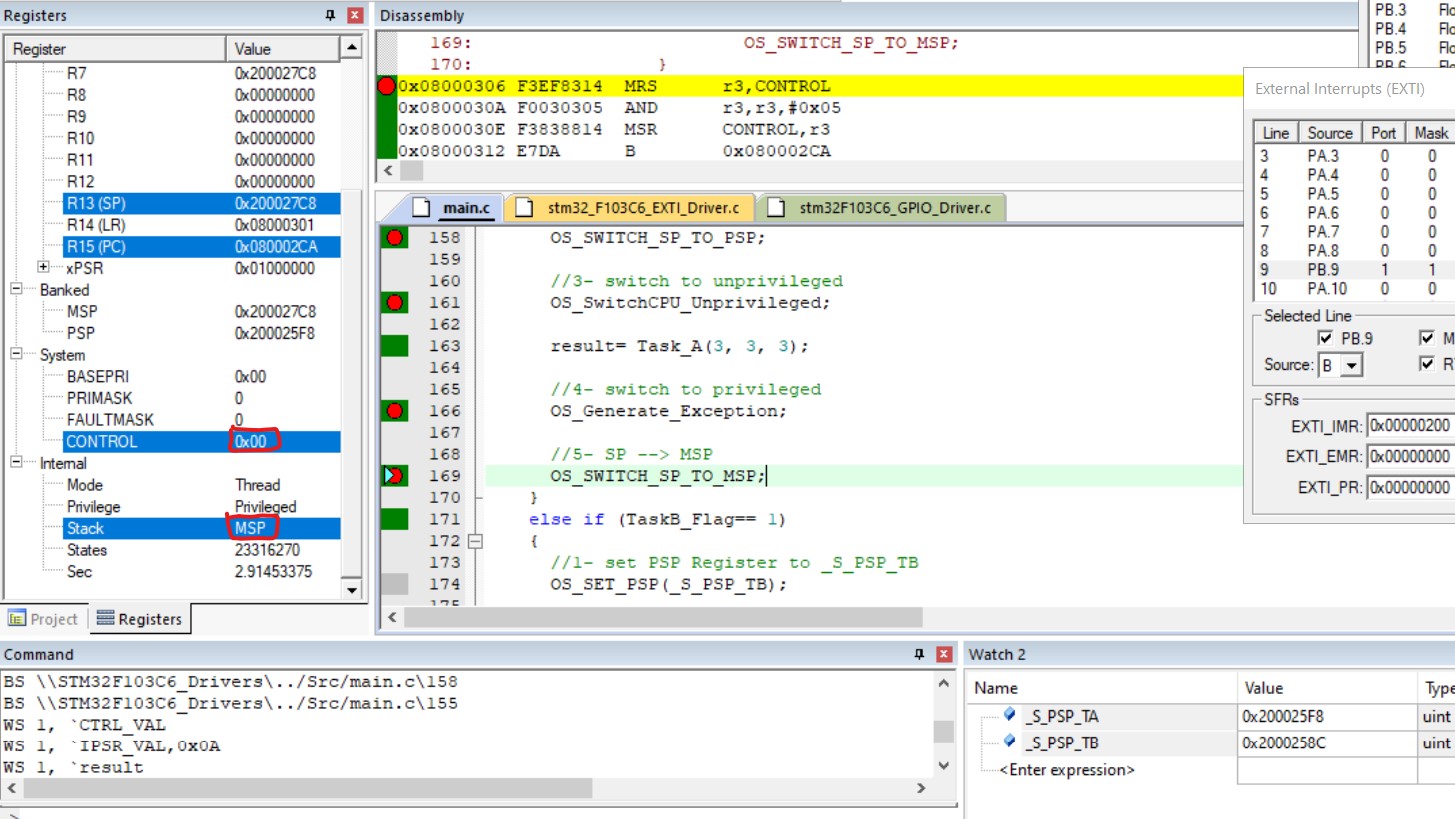 Registers
Register Value
R7 0x200027C8
R8 0x00000000
R9 0x00000000
R10 0x00000000
R11 0x00000000
R12 0x00000000
R13 (SP) 0x200027C8
R14 (LR) 0x08000301
R15 (PC) 0x080002CA
xPSR 0x01000000
Banked
MSP 0x200027C8
PSP 0x200025F8
System
BASEPRI 0x00
PRIMASK 0
FAULTMASK 0
CONTROL 0x00
Internal
Mode Thread
Privilege Privileged
Stack MSP
States 23316270
Sec 2.91453375
Project Registers
Disassembly
169: OS_SWITCH_SP_TO_MSP;
170: }
0x08000306 F3EF8314 MRS r3,CONTROL
0x0800030A F0030305 AND r3,r3,#0x05
0x0800030E F3838814 MSR CONTROL,r3
0x08000312 E7DA B 0x080002CA
main.c stm32_F103C6_EXTI_Driver.c stm32F103C6_GPIO_Driver.c
158 OS_SWITCH_SP_TO_PSP;
159
160 //3- switch to unprivileged
161 OS_SwitchCPU_Unprivileged;
162
163 result= Task_A(3, 3, 3);
164
165 //4- switch to privileged
166 OS_Generate_Exception;
167
168 //5- SP --> MSP
169 OS_SWITCH_SP_TO_MSP;
170 }
171 else if (TaskB_Flag== 1)
172 {
173 //1- set PSP Register to _S_PSP_TB
174 OS_SET_PSP(_S_PSP_TB);
PB.3 Flo
PB.4 Flo
PB.5 Flo
External Interrupts (EXTI)
Line Source Port Mask
3 PA.3 0 0
4 PA.4 0 0
5 PA.5 0 0
6 PA.6 0 0
7 PA.7 0 0
8 PA.8 0 0
9 PB.9 1 1
10 PA.10 0 0
Selected Line
PB.9 M
Source: B R
SFRs
EXTI_IMR: 0x00000200
EXTI_EMR: 0x00000000
EXTI_PR: 0x00000000
Command
BS \\STM32F103C6_Drivers\../Src/main.c\158
BS \\STM32F103C6_Drivers\../Src/main.c\155
WS 1, `CTRL_VAL
WS 1, `IPSR_VAL,0x0A
WS 1, `result
Watch 2
Name Value Type
_S_PSP_TA 0x200025F8 uint
_S_PSP_TB 0x2000258C uint
<Enter expression>